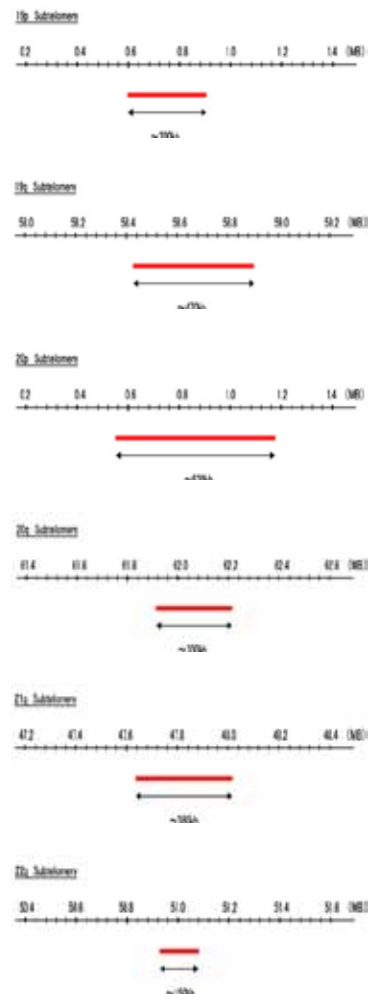 19p Subtelomere
0.2 0.4 0.6 0.8 1.0 1.2 1.4 (MB)
19q Subtelomere
58.0 58.2 58.4 58.6 58.8 59.0 59.2 (MB)
20p Subtelomere
0.2 0.4 0.6 0.8 1.0 1.2 1.4 (MB)
20q Subtelomere
61.4 61.6 61.8 62.0 62.2 62.4 62.6 (MB)
21q Subtelomere
47.2 47.4 47.6 47.8 48.0 48.2 48.4 (MB)
22q Subtelomere
50.4 50.6 50.8 51.0 51.2 51.4 51.6 (MB)